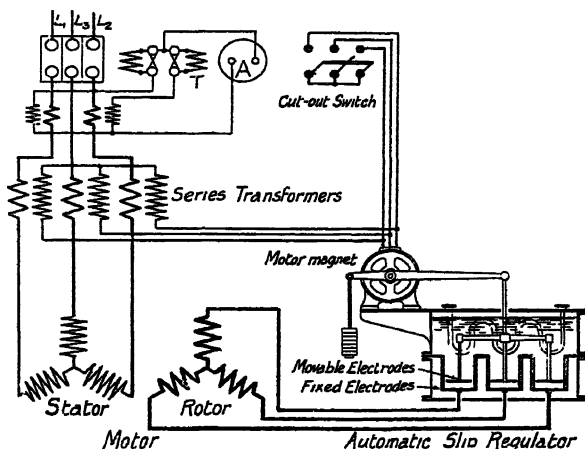 L₁ L₃ L₂
T
A
Cut-out Switch
Series Transformers
Motor magnet
Movable Electrodes
Fixed Electrodes
Stator
Rotor
Motor
Automatic Slip Regulator